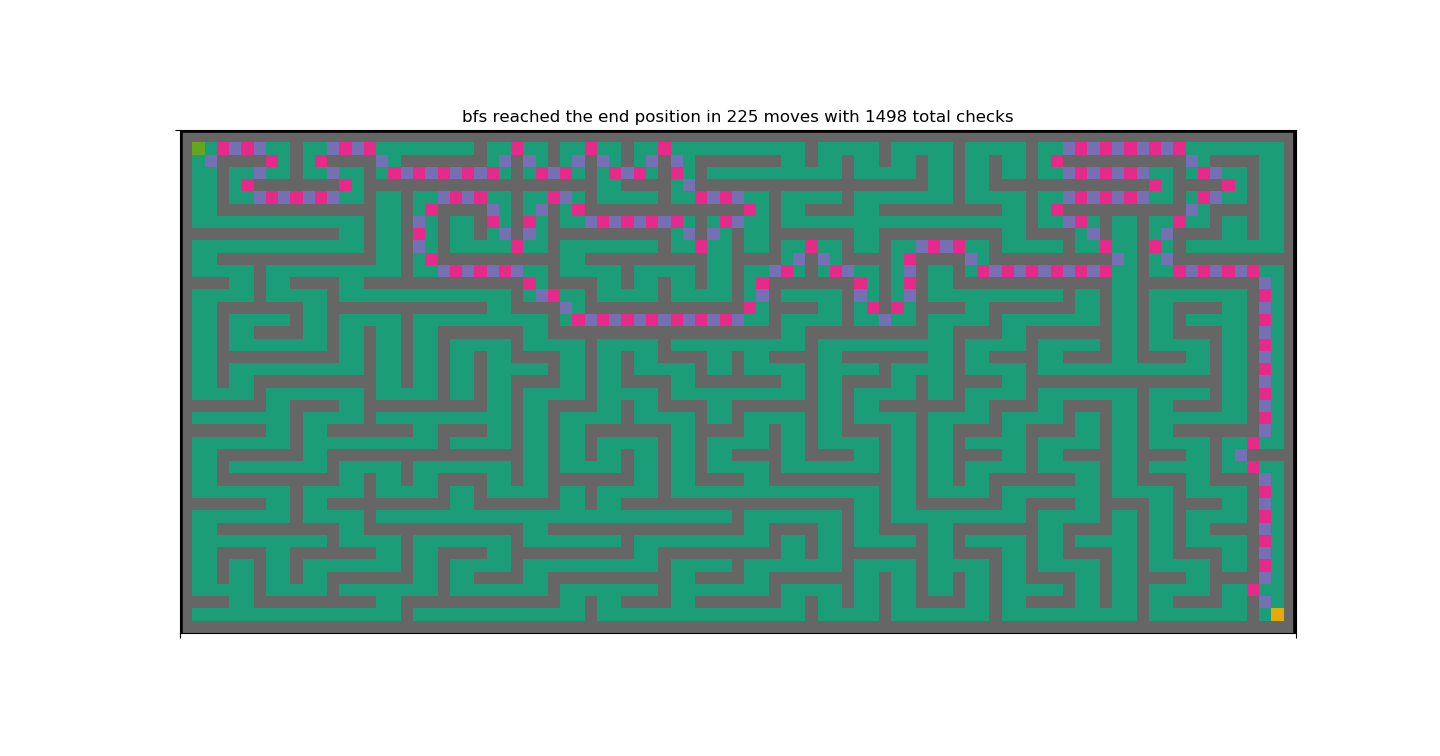 bfs reached the end position in 225 moves with 1498 total checks